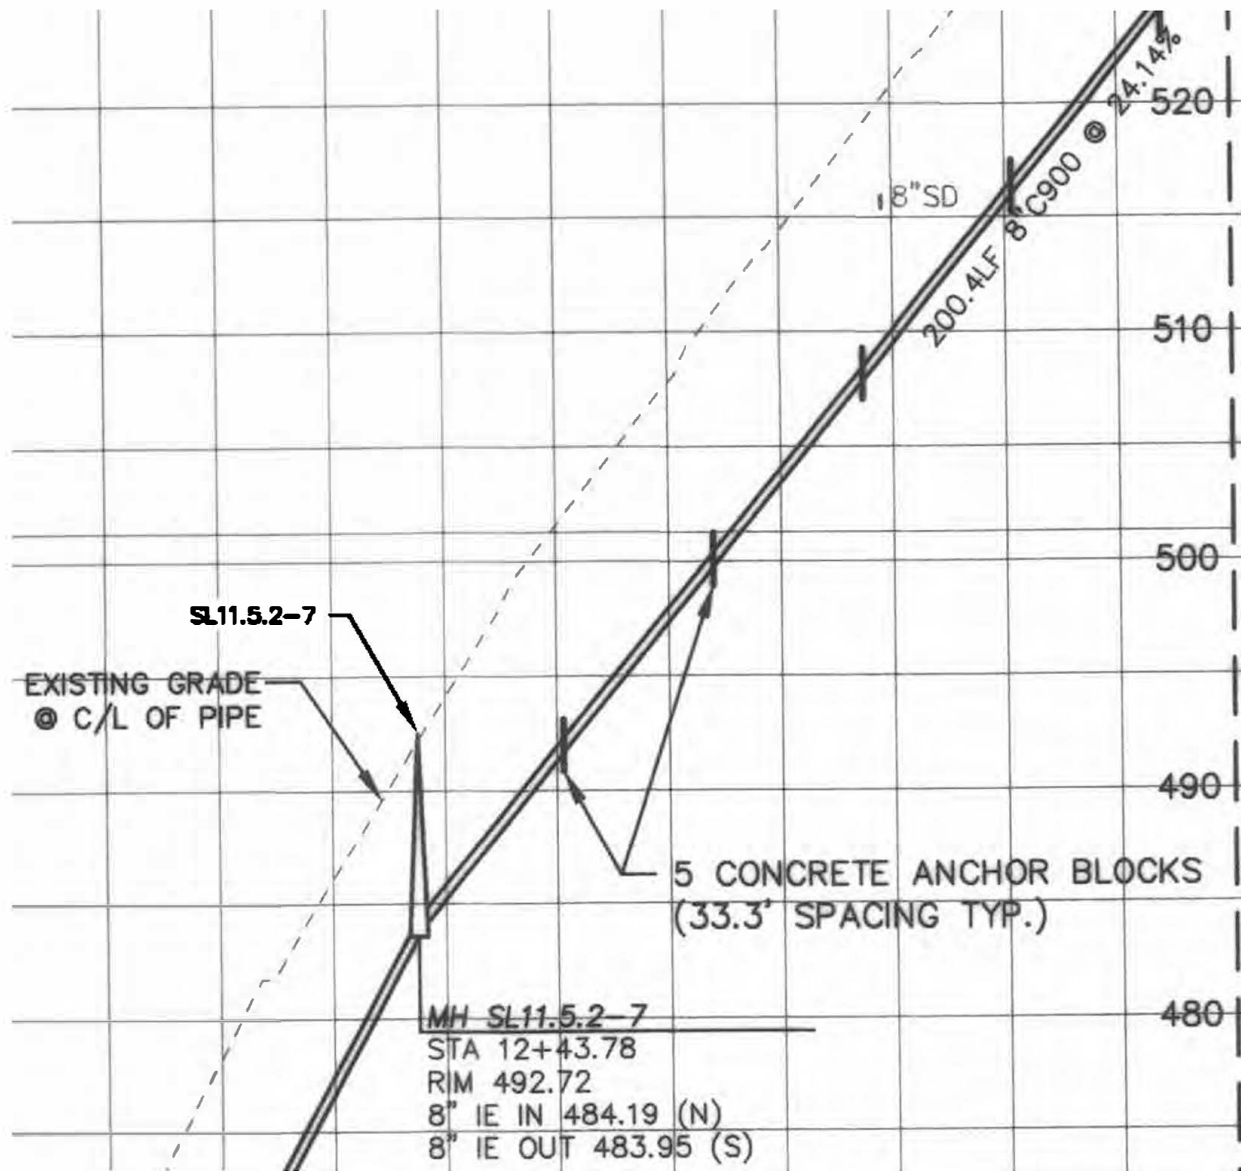 520
200.4LF 8"C900 @ 24.14%
8"SD
510
500
SL11.5.2-7
EXISTING GRADE
@ C/L OF PIPE
490
5 CONCRETE ANCHOR BLOCKS
(33.3' SPACING TYP.)
480
MH SL11.5.2-7
STA 12+43.78
RIM 492.72
8" IE IN 484.19 (N)
8" IE OUT 483.95 (S)